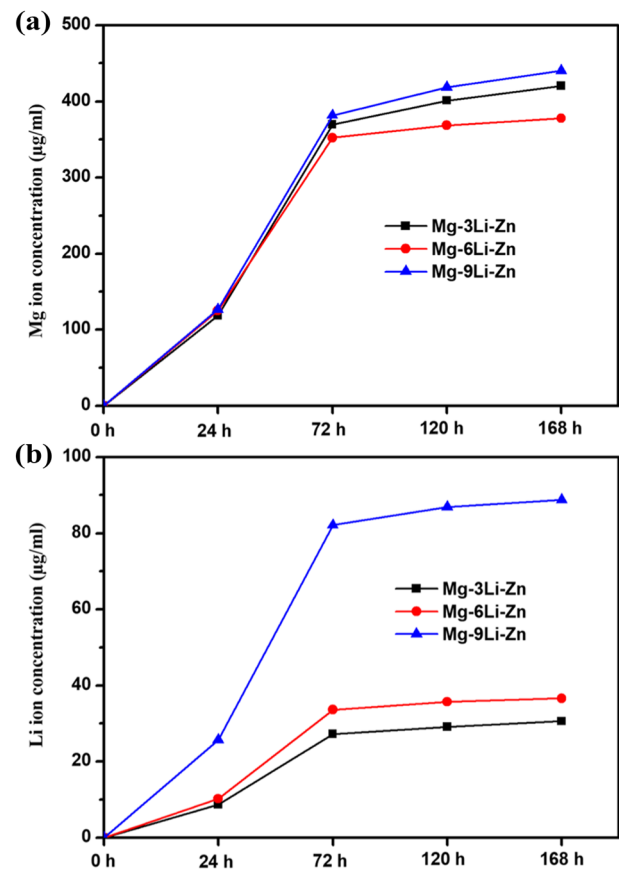 (a)
500
400
300
200
100
0
Mg ion concentration (µg/ml)
Mg-3Li-Zn
Mg-6Li-Zn
Mg-9Li-Zn
0 h 24 h 72 h 120 h 168 h
(b)
100
80
60
40
20
0
Li ion concentration (µg/ml)
Mg-3Li-Zn
Mg-6Li-Zn
Mg-9Li-Zn
0 h 24 h 72 h 120 h 168 h